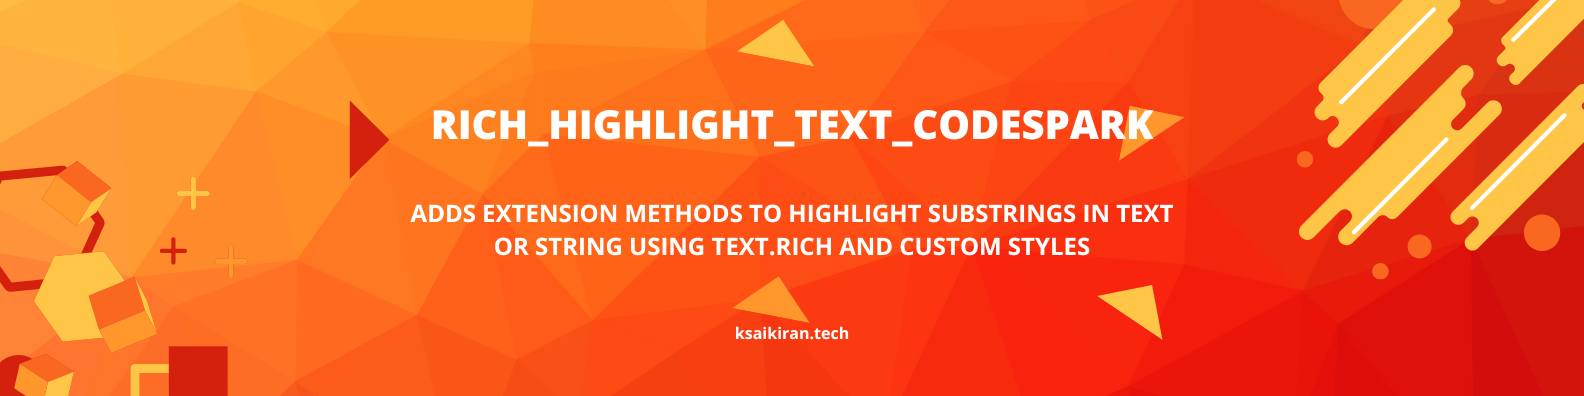 RICH_HIGHLIGHT_TEXT_CODESPARK
ADDS EXTENSION METHODS TO HIGHLIGHT SUBSTRINGS IN TEXT
OR STRING USING TEXT.RICH AND CUSTOM STYLES
ksaikiran.tech